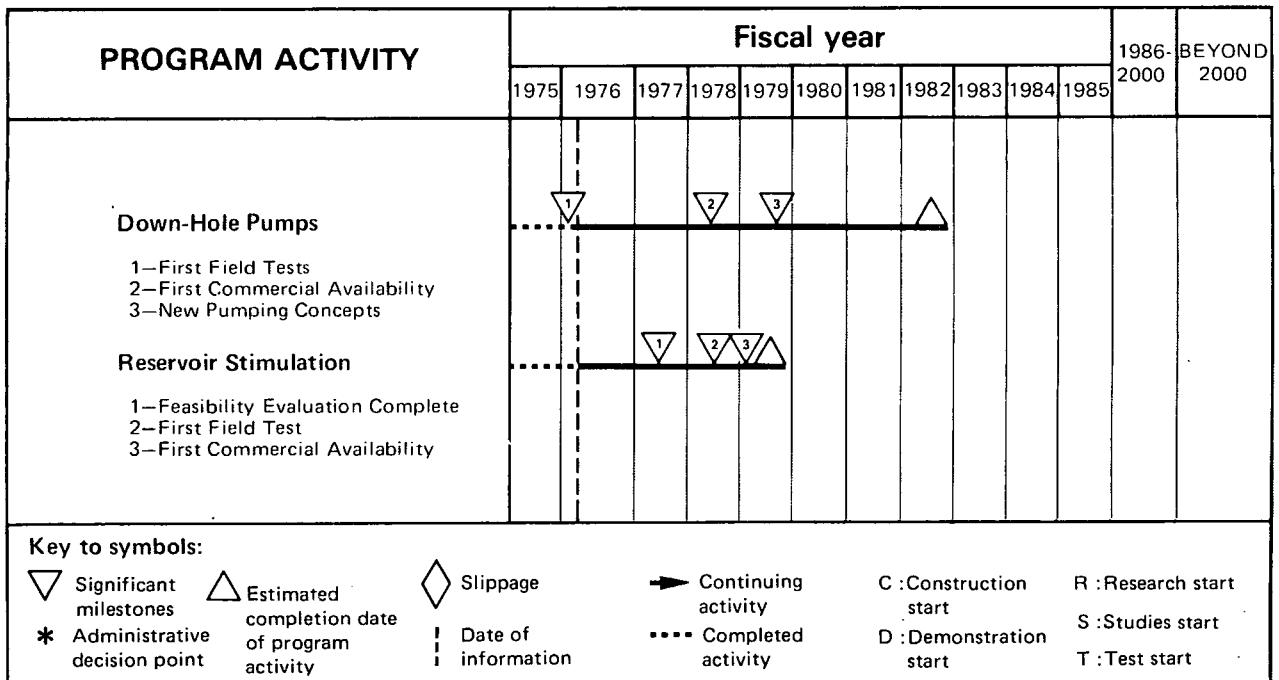 PROGRAM ACTIVITY
Fiscal year
1975 1976 1977 1978 1979 1980 1981 1982 1983 1984 1985
1986-
2000
BEYOND
2000
1 2 3
Down-Hole Pumps
1—First Field Tests
2—First Commercial Availability
3—New Pumping Concepts
1 2 3
Reservoir Stimulation
1—Feasibility Evaluation Complete
2—First Field Test
3—First Commercial Availability
Key to symbols:
Significant
milestones
* Administrative
decision point
Estimated
completion date
of program
activity
Slippage
Date of
information
Continuing
activity
Completed
activity
C :Construction
start
D :Demonstration
start
R :Research start
S :Studies start
T :Test start